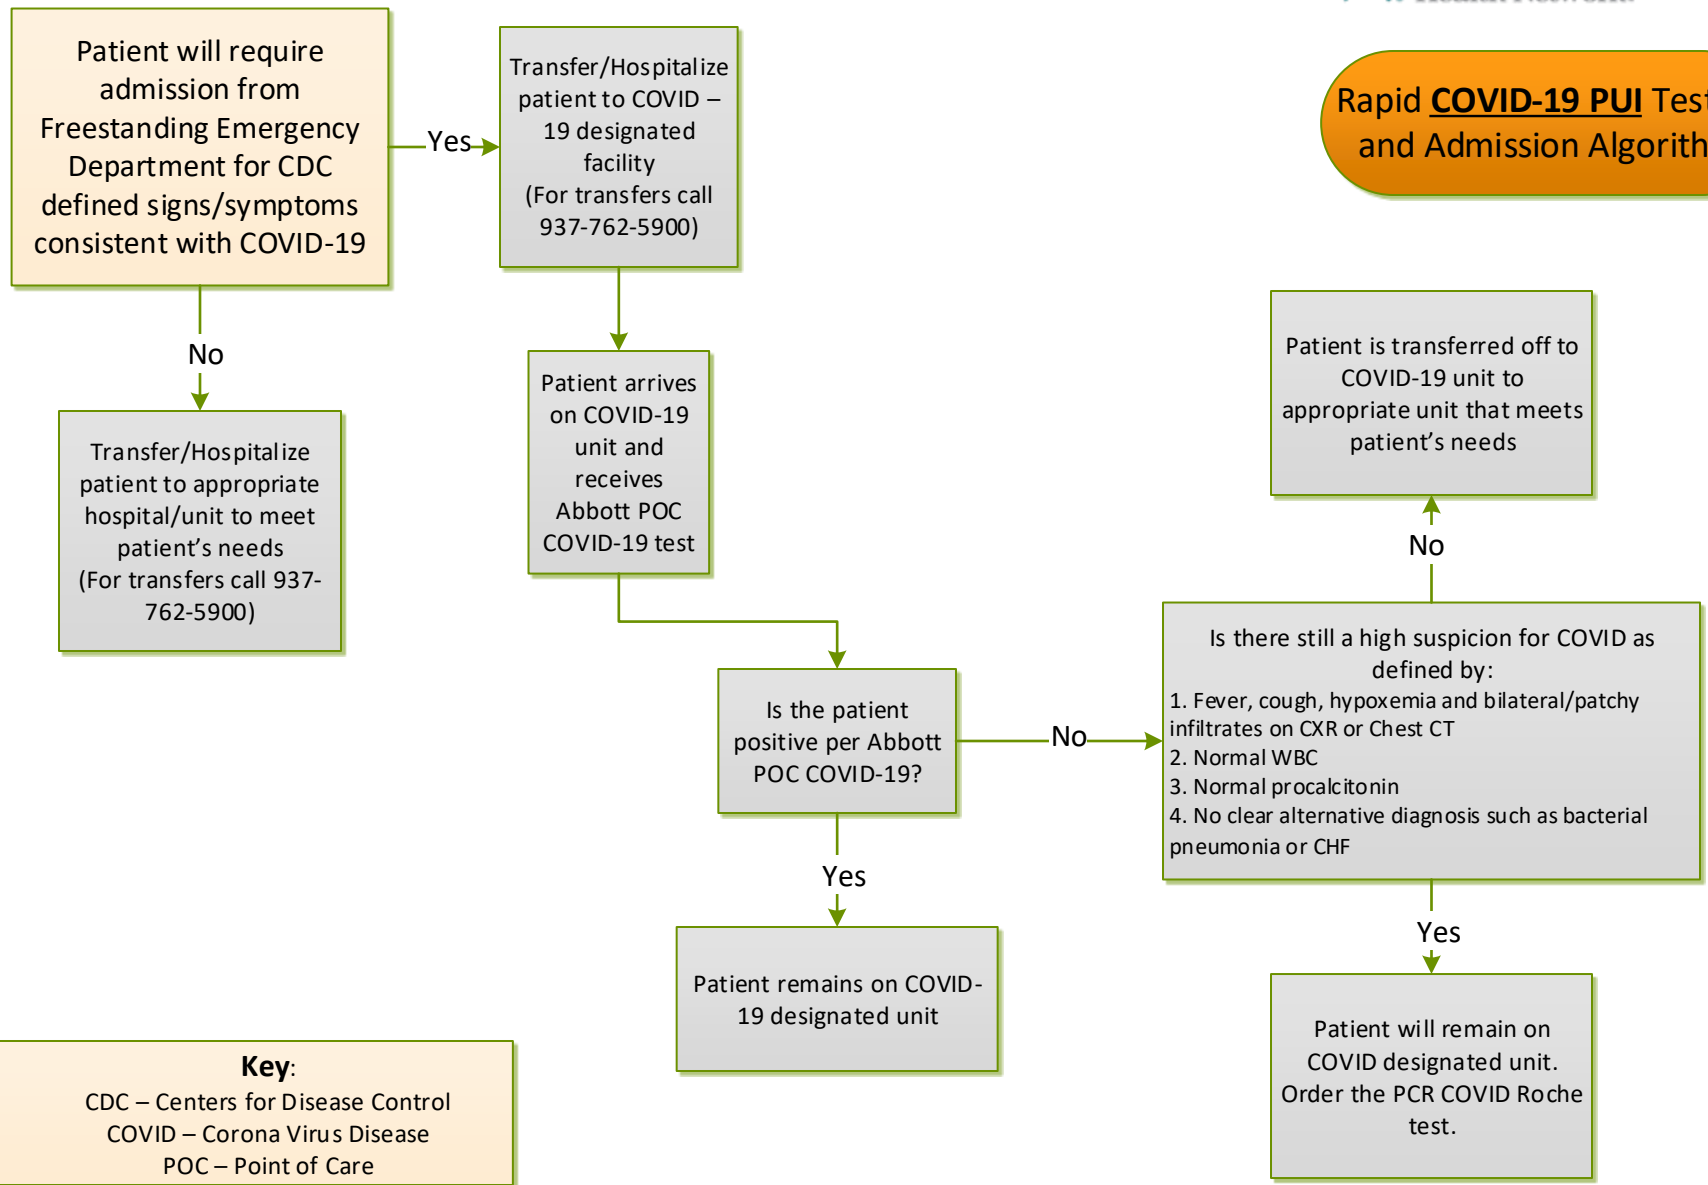 Patient will require
admission from
Freestanding Emergency
Department for CDC
defined signs/symptoms
consistent with COVID-19
Yes
Transfer/Hospitalize
patient to COVID –
19 designated
facility
(For transfers call
937-762-5900)
Rapid COVID-19 PUI Test
and Admission Algorith
No
Transfer/Hospitalize
patient to appropriate
hospital/unit to meet
patient's needs
(For transfers call 937-
762-5900)
Patient arrives
on COVID-19
unit and
receives
Abbott POC
COVID-19 test
Is the patient
positive per Abbott
POC COVID-19?
No
Yes
Patient remains on COVID-
19 designated unit
Patient is transferred off to
COVID-19 unit to
appropriate unit that meets
patient's needs
No
Is there still a high suspicion for COVID as
defined by:
1. Fever, cough, hypoxemia and bilateral/patchy
infiltrates on CXR or Chest CT
2. Normal WBC
3. Normal procalcitonin
4. No clear alternative diagnosis such as bacterial
pneumonia or CHF
Yes
Patient will remain on
COVID designated unit.
Order the PCR COVID Roche
test.
Key:
CDC – Centers for Disease Control
COVID – Corona Virus Disease
POC – Point of Care